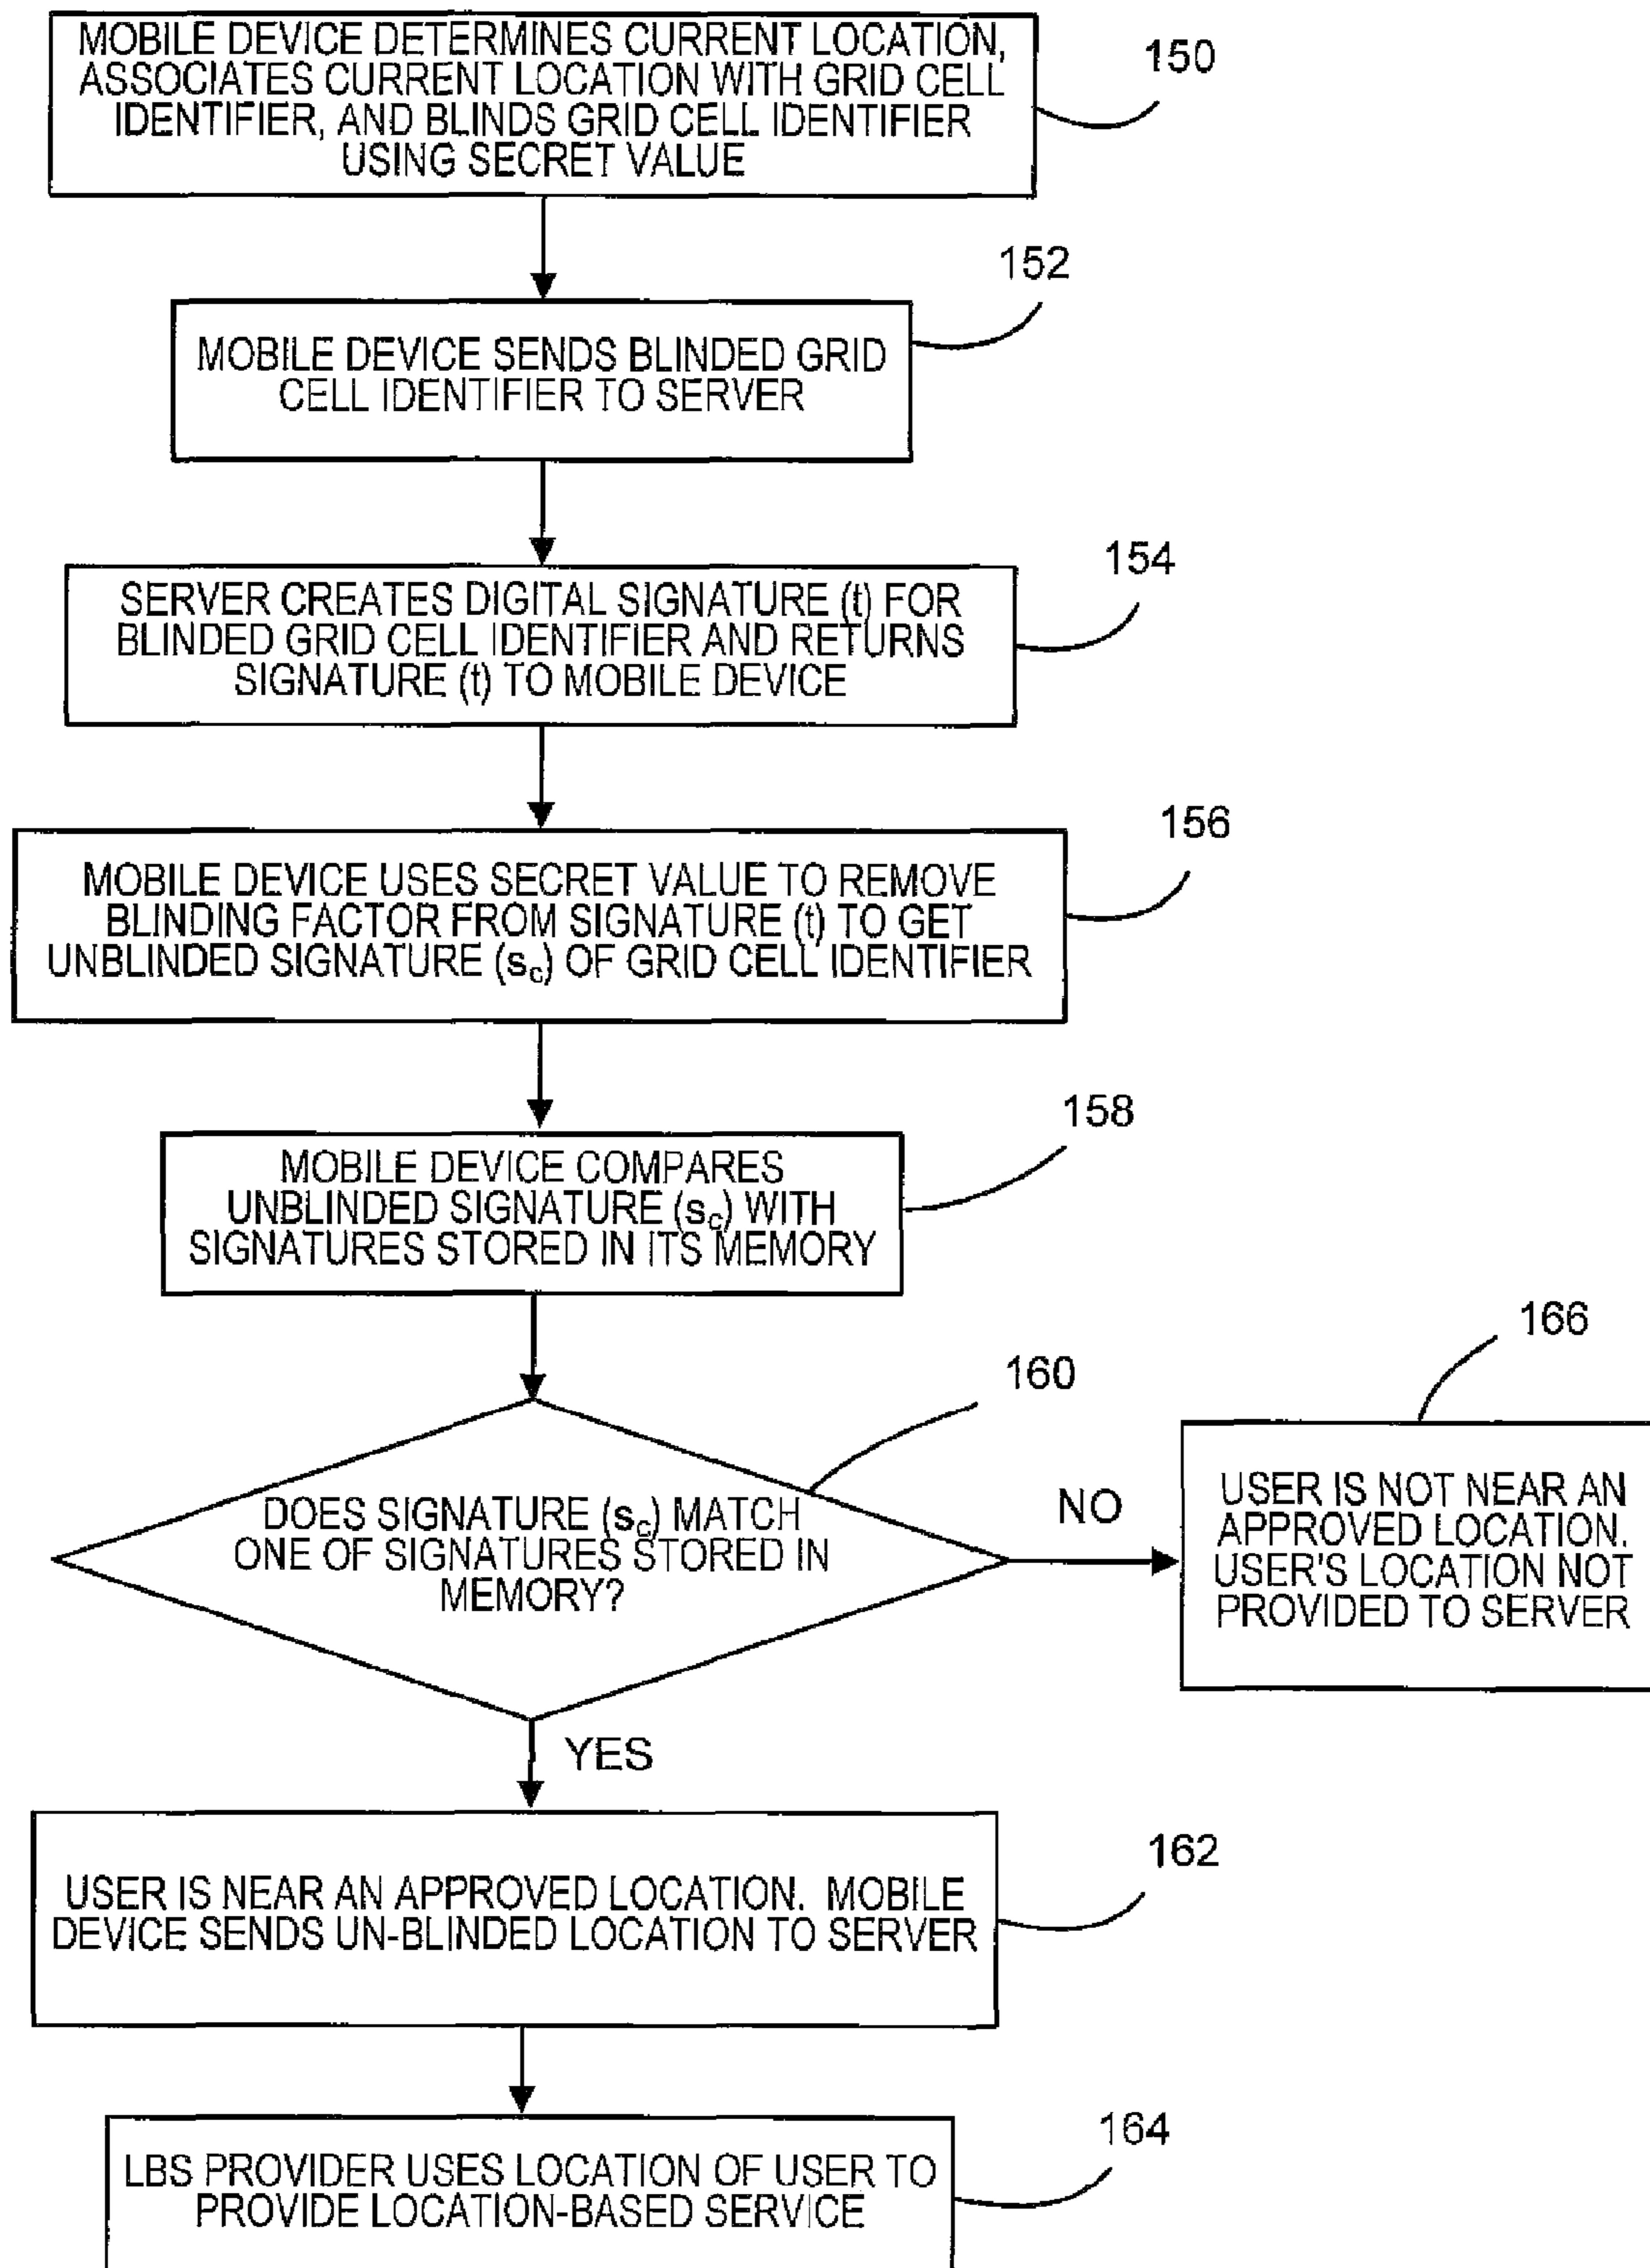 MOBILE DEVICE DETERMINES CURRENT LOCATION,
ASSOCIATES CURRENT LOCATION WITH GRID CELL
IDENTIFIER, AND BLINDS GRID CELL IDENTIFIER
USING SECRET VALUE
150
152
MOBILE DEVICE SENDS BLINDED GRID
CELL IDENTIFIER TO SERVER
154
SERVER CREATES DIGITAL SIGNATURE (t) FOR
BLINDED GRID CELL IDENTIFIER AND RETURNS
SIGNATURE (t) TO MOBILE DEVICE
156
MOBILE DEVICE USES SECRET VALUE TO REMOVE
BLINDING FACTOR FROM SIGNATURE (t) TO GET
UNBLINDED SIGNATURE (s_c) OF GRID CELL IDENTIFIER
158
MOBILE DEVICE COMPARES
UNBLINDED SIGNATURE (s_c) WITH
SIGNATURES STORED IN ITS MEMORY
160
DOES SIGNATURE (s_c) MATCH
ONE OF SIGNATURES STORED IN
MEMORY?
NO
166
USER IS NOT NEAR AN
APPROVED LOCATION.
USER'S LOCATION NOT
PROVIDED TO SERVER
YES
162
USER IS NEAR AN APPROVED LOCATION. MOBILE
DEVICE SENDS UN-BLINDED LOCATION TO SERVER
164
LBS PROVIDER USES LOCATION OF USER TO
PROVIDE LOCATION-BASED SERVICE